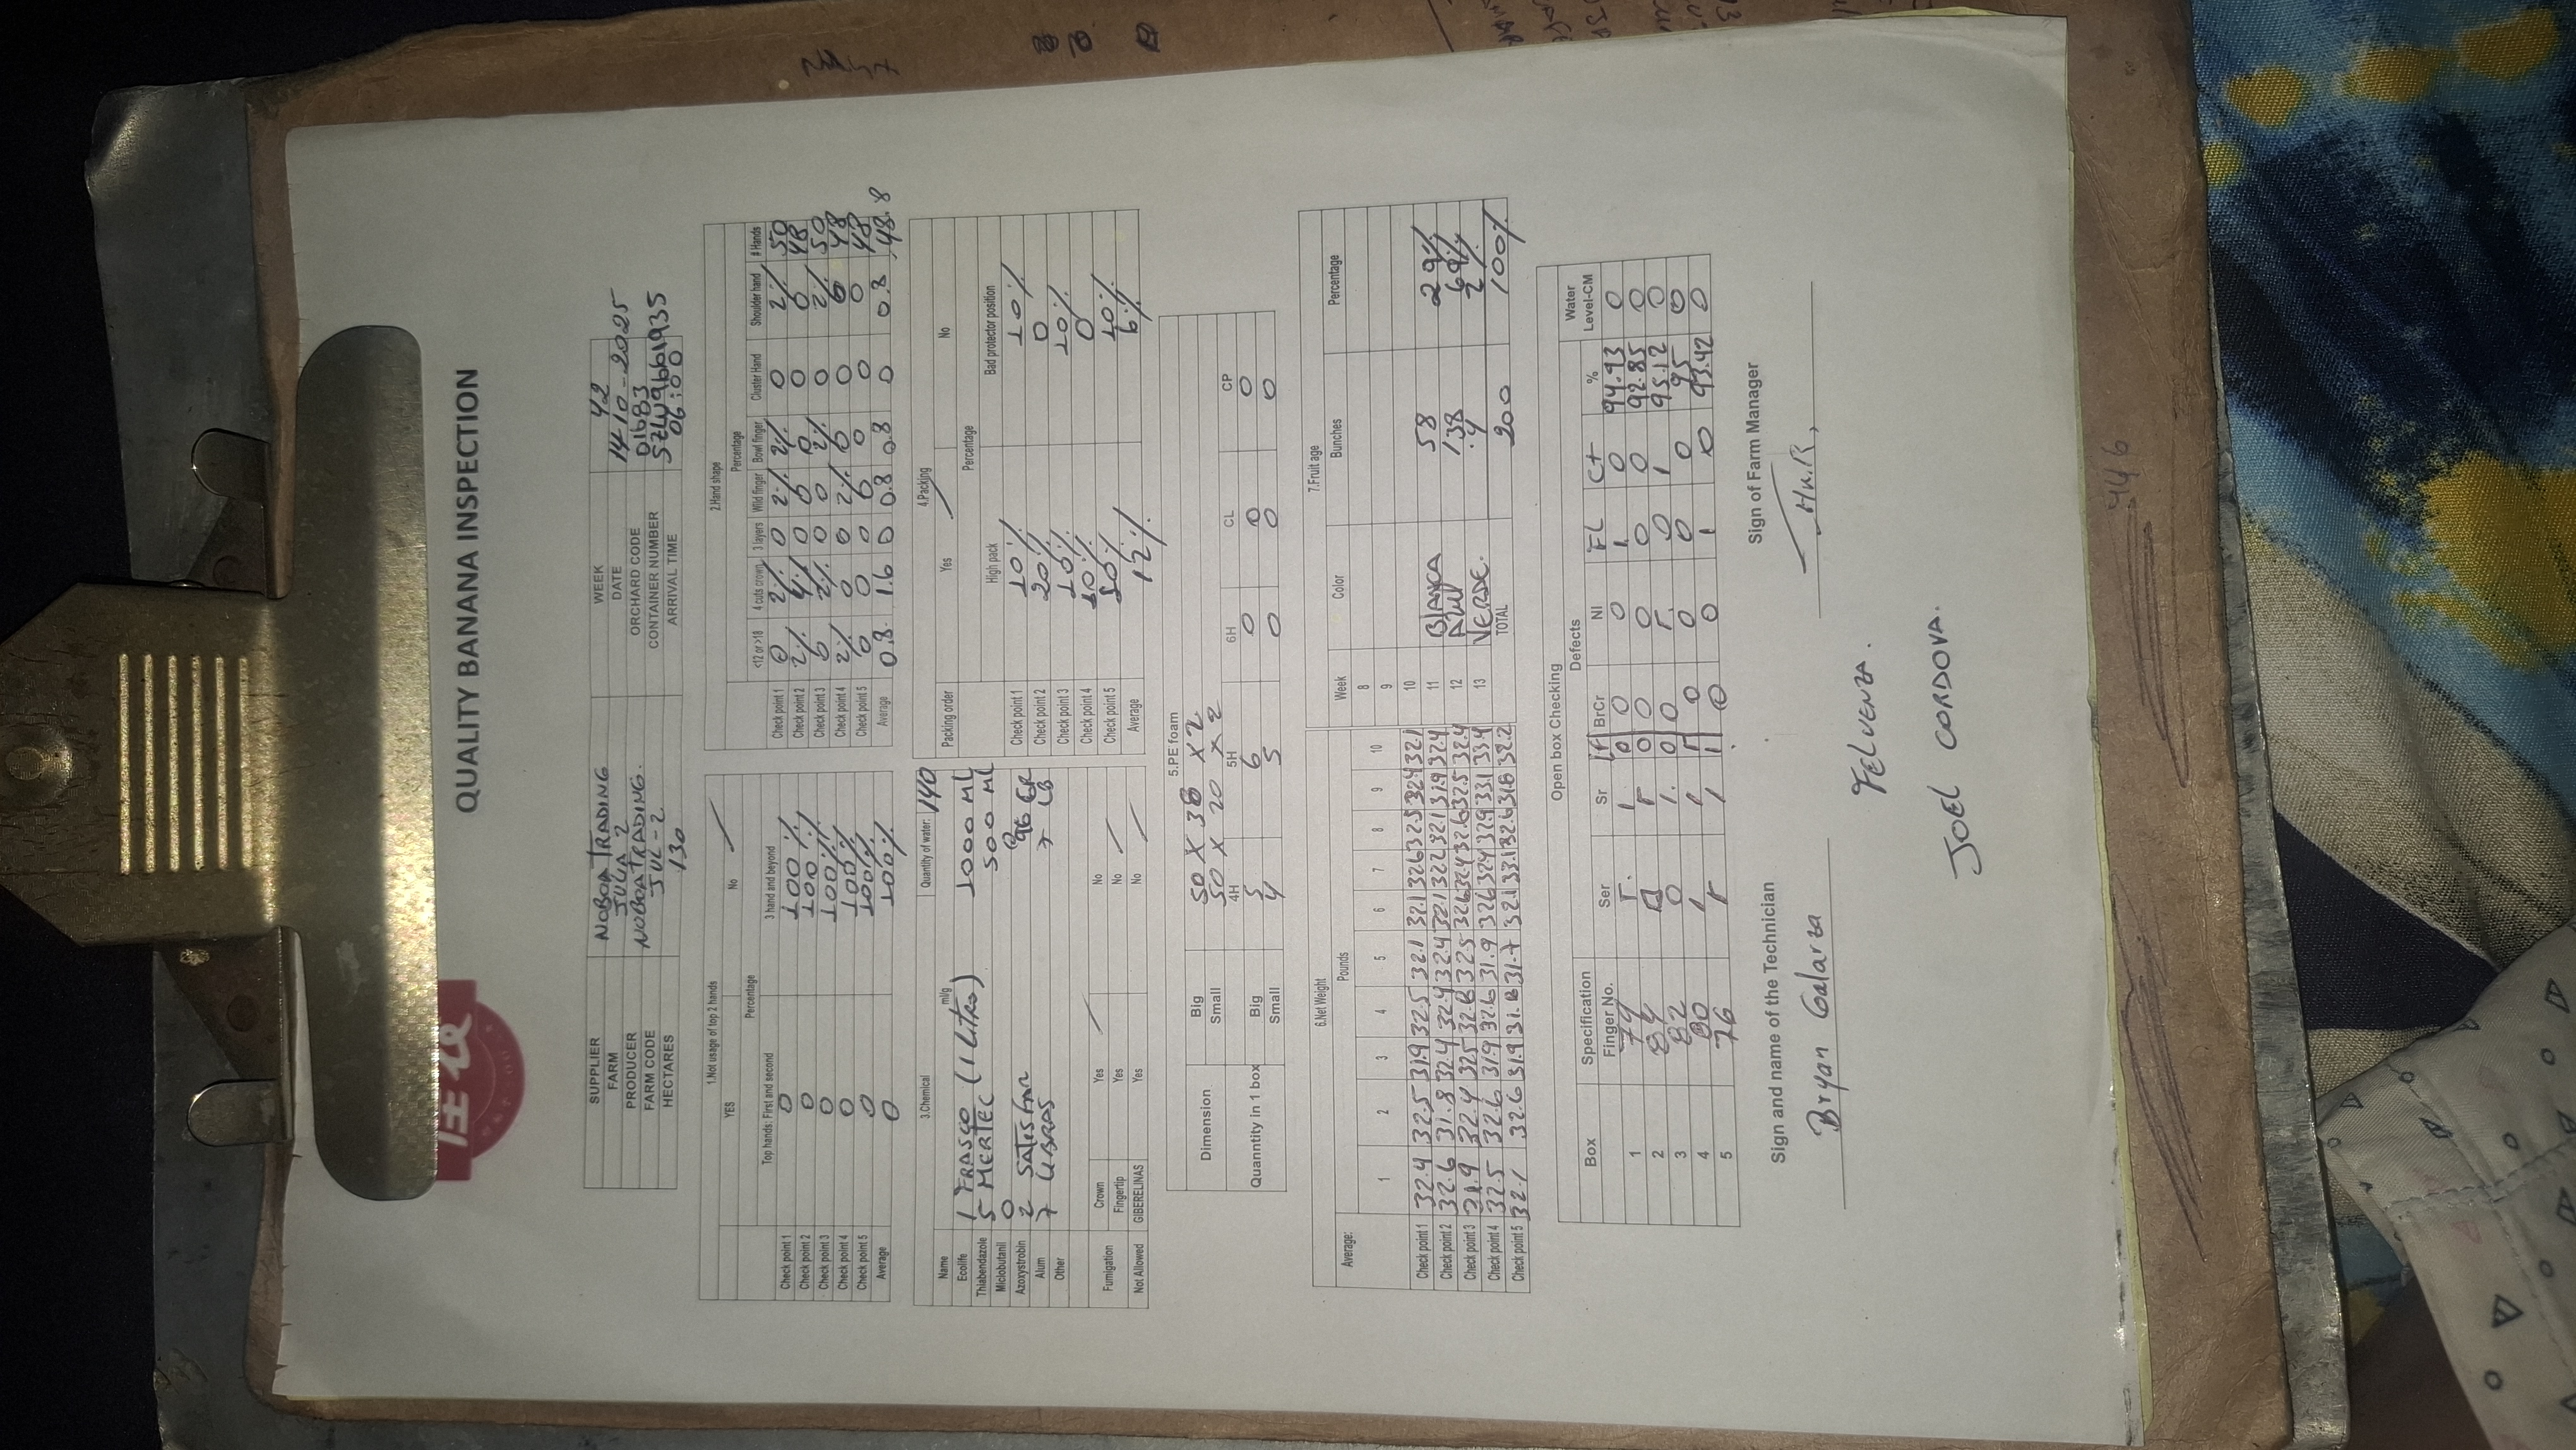 佳农
QUALITY BANANA INSPECTION
SUPPLIER NOBOA TRADING WEEK 42
FARM JULIA 2 DATE 14-10-2025
PRODUCER NOBOA TRADING. ORCHARD CODE 01683
FARM CODE JUL-2 CONTAINER NUMBER SZLU9661935
HECTARES 130 ARRIVAL TIME 06:00
1.Not usage of top 2 hands
YES No
Percentage
Top hands: First and second 3 hand and beyond
Check point 1 0 100%
Check point 2 0 100%
Check point 3 0 100%
Check point 4 0 100%
Check point 5 0 100%
Average 0 100%
2.Hand shape
Percentage
<12 or >18 4 cuts crown 3 layers Wild finger Bowl finger Cluster Hand Shoulder hand # Hands
Check point 1 0 2% 0 2% 2% 0 2% 50
Check point 2 2% 4% 0 0 0 0 0 48
Check point 3 0 2% 0 0 2% 0 2% 50
Check point 4 2% 0 0 2% 0 0 0 48
Check point 5 0 0 0 0 0 0 0 48
Average 0.8 1.6 0 0.8 0.8 0 0.8 48.8
3.Chemical Quantity of water: 140
Name ml/g
Ecolife 1 FRASCO (1 LITRO) 1000 ML
Thiabendazole 5 MERTEC 500 ML
Miclobutanil 0 0
Azoxystrobin 2 SATISFAR 96 GR
Alum 7 LIBRAS 7 LB
Other
Fumigation Crown Yes No
Fingertip Yes No
Not Allowed GIBERELINAS Yes No
4.Packing
Packing order Yes No
Percentage
High pack Bad protector position
Check point 1 10% 10%
Check point 2 20% 0
Check point 3 10% 10%
Check point 4 10% 0
Check point 5 10% 10%
Average 12% 6%
5.PE foam
Dimension Big 50 X 38 X 2
Small 50 X 20 X 2
4H 5H 6H CL CP
Quanntity in 1 box Big 5 6 0 0 0
Small 4 5 0 0 0
6.Net Weight
Average: Pounds
1 2 3 4 5 6 7 8 9 10
Check point 1 32.4 32.5 31.9 32.5 32.1 32.1 32.6 32.5 32.4 32.1
Check point 2 32.6 31.8 32.4 32.4 32.4 32.1 32.2 32.1 31.9 32.4
Check point 3 31.9 32.4 32.5 32.6 32.5 32.6 32.4 32.6 32.5 32.4
Check point 4 32.5 32.6 31.9 32.6 31.9 32.6 32.4 32.9 33.1 33.4
Check point 5 32.1 32.6 31.9 31.8 31.7 32.1 33.1 32.6 31.8 32.2
7.Fruit age
Week Color Bunches Percentage
8
9
10
11 BLANCA 58 29%
12 AZUL 138 69%
13 VERDE. 4 2%
TOTAL 200 100%
Open box Checking
Box Specification Defects Water
Finger No. Ser Sr Lf BrCr NI FL C+ % Level-CM
1 79 1. 1. 0 0 0 1. 0 94.93 0
2 84 1 0 0 0 0 0 92.85 0
3 82 0 1. 0 0 1. 0 1 95.12 0
4 80 1 1 1 0 0 0 0 95 0
5 76 1 1 1 0 0 1 0 93.42 0
Sign and name of the Technician Sign of Farm Manager
Bryan Galarza
FELVENZA.
JOEL CORDOVA.